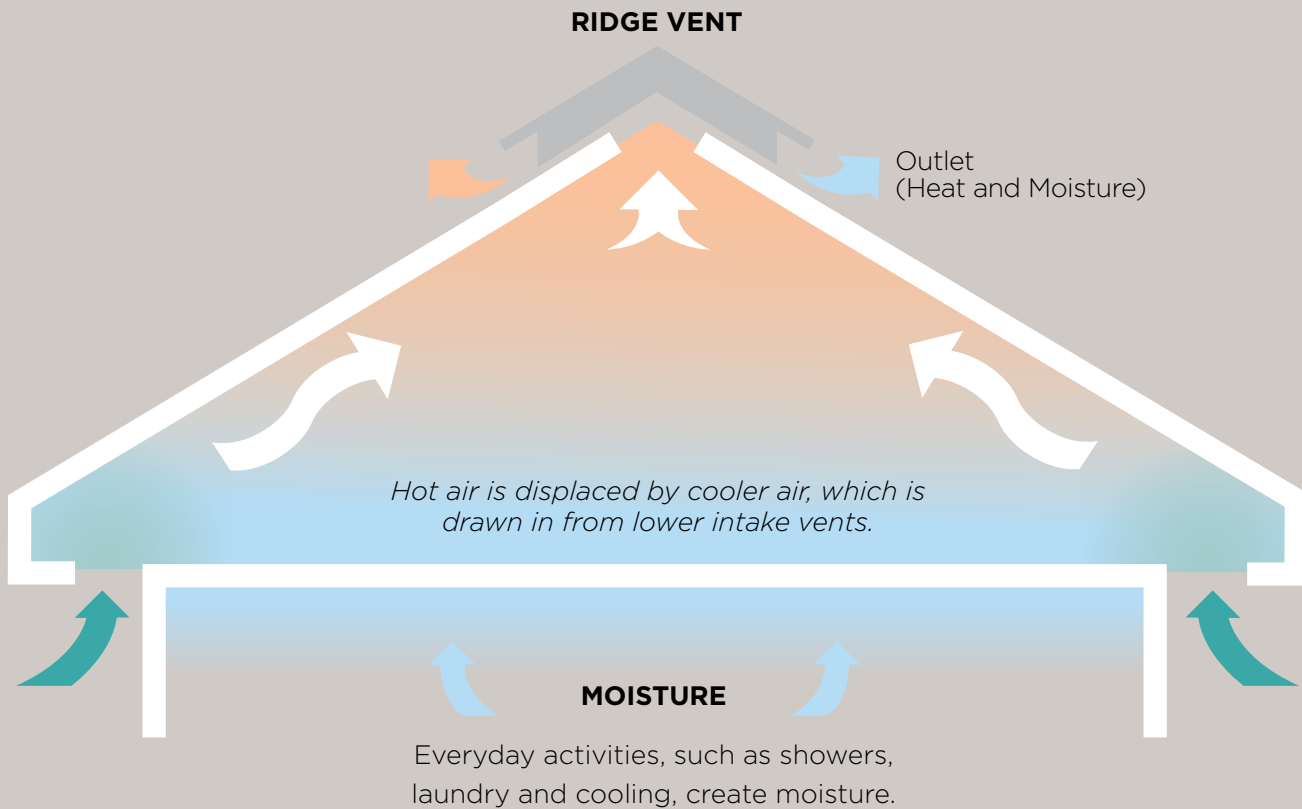 RIDGE VENT
Outlet
(Heat and Moisture)
Hot air is displaced by cooler air, which is
drawn in from lower intake vents.
MOISTURE
Everyday activities, such as showers,
laundry and cooling, create moisture.